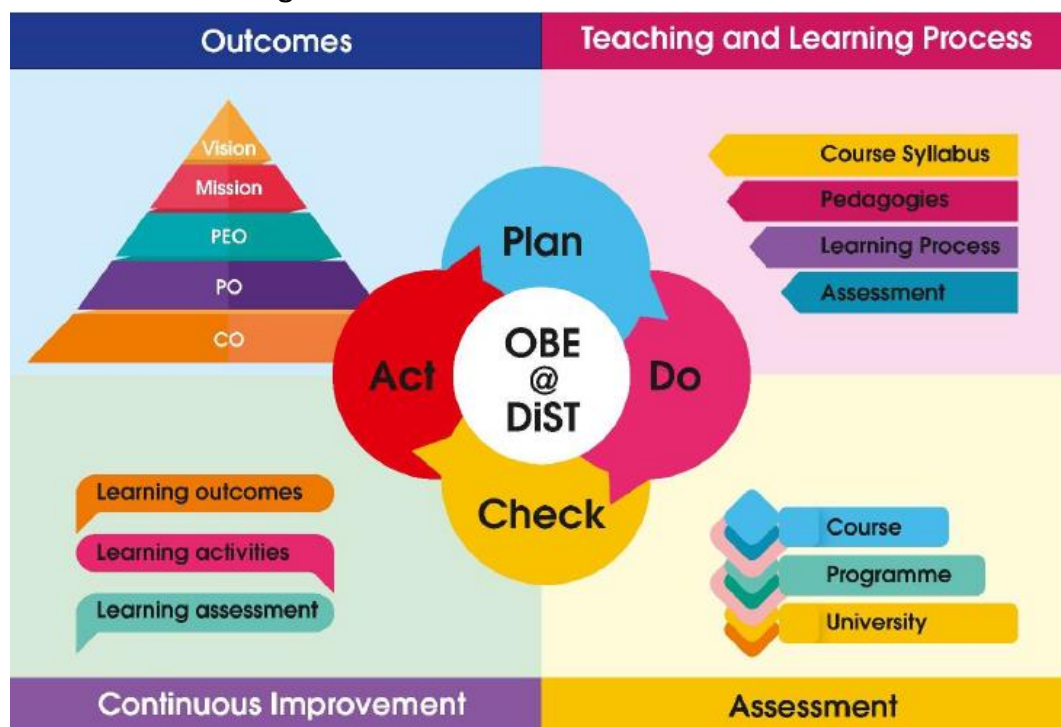 Outcomes
Teaching and Learning Process
Vision
Mission
PEO
PO
CO
Course Syllabus
Pedagogies
Learning Process
Assessment
Plan
Act
OBE
@
DiST
Do
Check
Learning outcomes
Learning activities
Learning assessment
Course
Programme
University
Continuous Improvement
Assessment